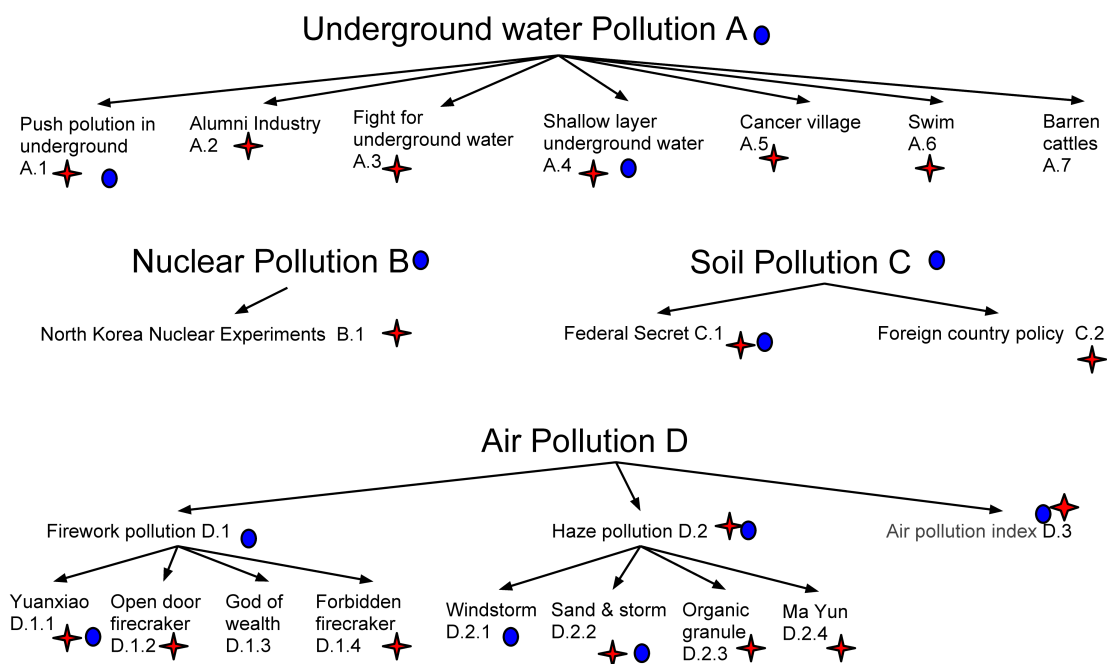 Underground water Pollution A
Push polution in
underground
A.1
Alumni Industry
A.2
Fight for
underground water
A.3
Shallow layer
underground water
A.4
Cancer village
A.5
Swim
A.6
Barren
cattles
A.7
Nuclear Pollution B
North Korea Nuclear Experiments B.1
Soil Pollution C
Federal Secret C.1
Foreign country policy C.2
Air Pollution D
Firework pollution D.1
Haze pollution D.2
Air pollution index D.3
Yuanxiao
D.1.1
Open door
firecraker
D.1.2
God of
wealth
D.1.3
Forbidden
firecraker
D.1.4
Windstorm
D.2.1
Sand & storm
D.2.2
Organic
granule
D.2.3
Ma Yun
D.2.4